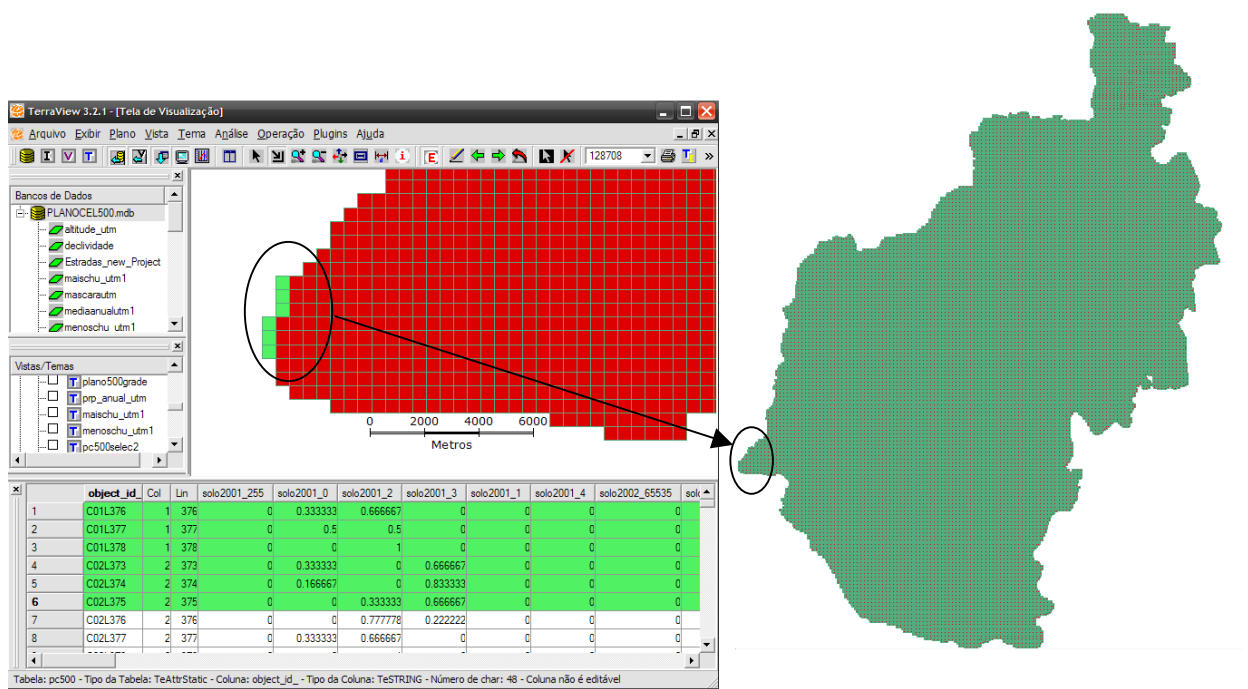 TerraView 3.2.1 - [Tela de Visualização]
Arquivo Exibir Plano Vista Tema Análise Operação Plugins Ajuda
I V T E 128708 T »
Bancos de Dados
PLANOCEL500.mdb
altitude_utm
declividade
Estradas_new_Project
maischu_utm1
mascarautm
mediaanualutm1
menoschu_utm1
Vistas/Temas
T plano500grade
T prp_anual_utm
T maischu_utm1
T menoschu_utm1
T pc500selec2
0 2000 4000 6000
Metros
object_id_ Col Lin solo2001_255 solo2001_0 solo2001_2 solo2001_3 solo2001_1 solo2001_4 solo2002_65535 solo
1 C01L376 1 376 0 0.333333 0.666667 0 0 0 0
2 C01L377 1 377 0 0.5 0.5 0 0 0 0
3 C01L378 1 378 0 0 1 0 0 0 0
4 C02L373 2 373 0 0.333333 0 0.666667 0 0 0
5 C02L374 2 374 0 0.166667 0 0.833333 0 0 0
6 C02L375 2 375 0 0 0.333333 0.666667 0 0 0
7 C02L376 2 376 0 0 0.777778 0.222222 0 0 0
8 C02L377 2 377 0 0.333333 0.666667 0 0 0 0
Tabela: pc500 - Tipo da Tabela: TeAttrStatic - Coluna: object_id_ - Tipo da Coluna: TeSTRING - Número de char: 48 - Coluna não é editável